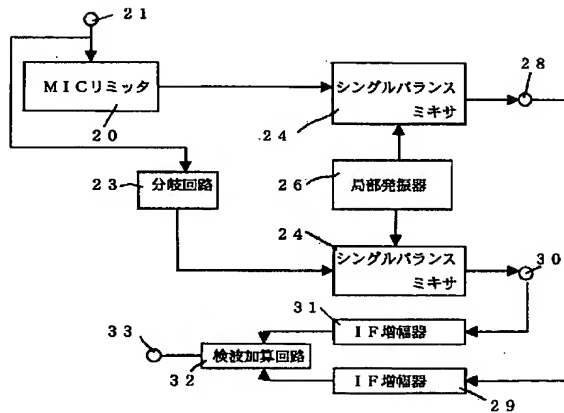 21
MICリミッタ
20
シングルバランス
ミキサ
24
28
23
分岐回路
26
局部発振器
24
シングルバランス
ミキサ
30
31
IF増幅器
33
検波加算回路
32
IF増幅器
29